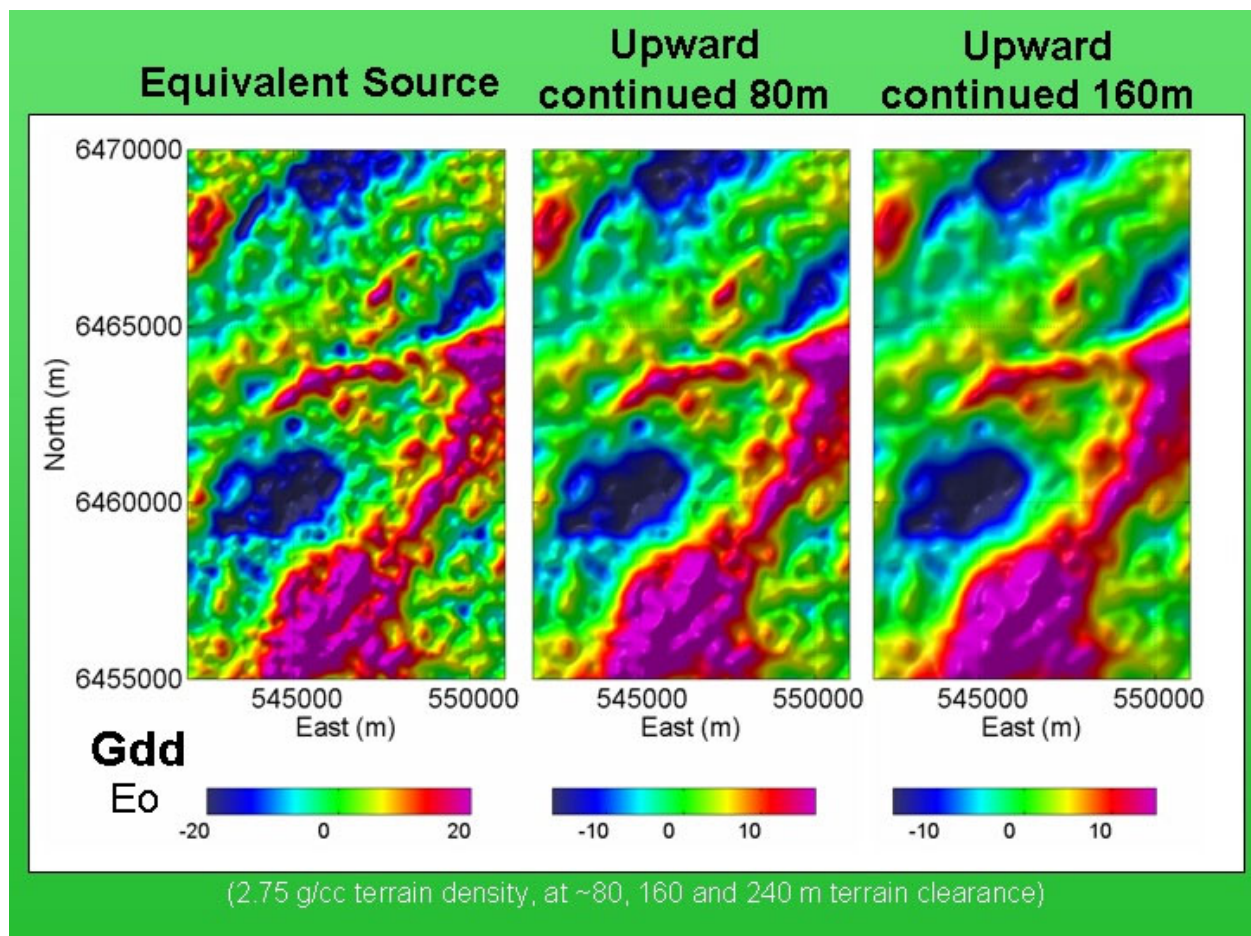 Equivalent Source
Upward
continued 80m
Upward
continued 160m
6470000
6465000
6460000
6455000
North (m)
545000 550000
545000 550000
545000 550000
East (m)
East (m)
East (m)
Gdd
Eo
-20 0 20
-10 0 10
-10 0 10
(2.75 g/cc terrain density, at ~80, 160 and 240 m terrain clearance)